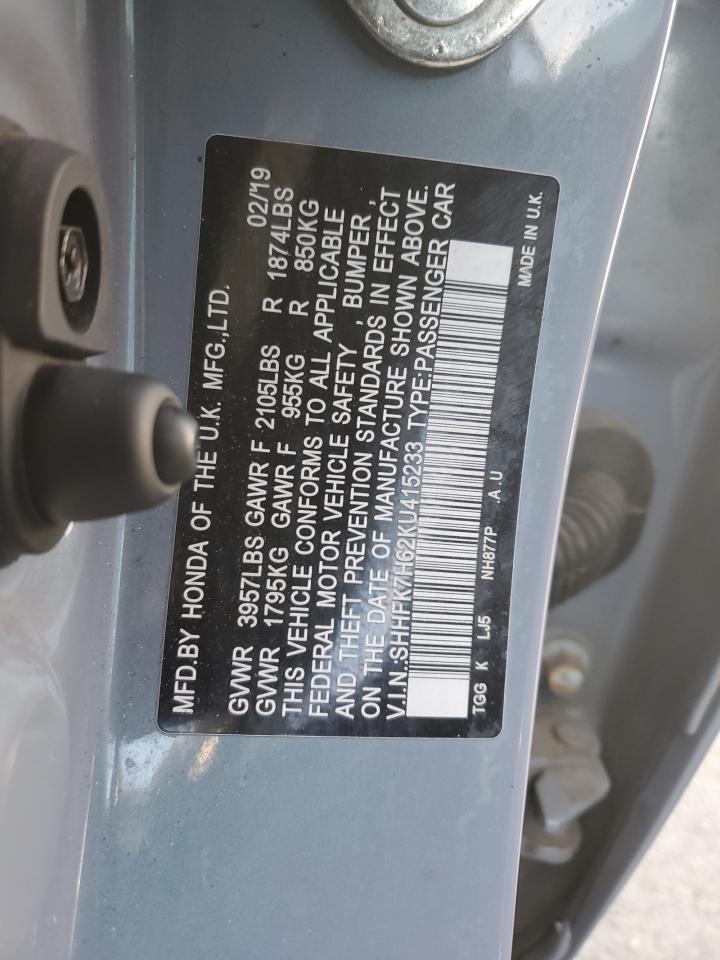 MFD.BY HONDA OF THE U.K. MFG.,LTD. 02/19
GVWR 3957LBS GAWR F 2105LBS R 1874LBS
GVWR 1795KG GAWR F 955KG R 850KG
THIS VEHICLE CONFORMS TO ALL APPLICABLE
FEDERAL MOTOR VEHICLE SAFETY , BUMPER ,
AND THEFT PREVENTION STANDARDS IN EFFECT
ON THE DATE OF MANUFACTURE SHOWN ABOVE.
V.I.N.:SHHFK7H62KU415233 TYPE:PASSENGER CAR
TGG K LJ5 NH877P A.U MADE IN U.K.